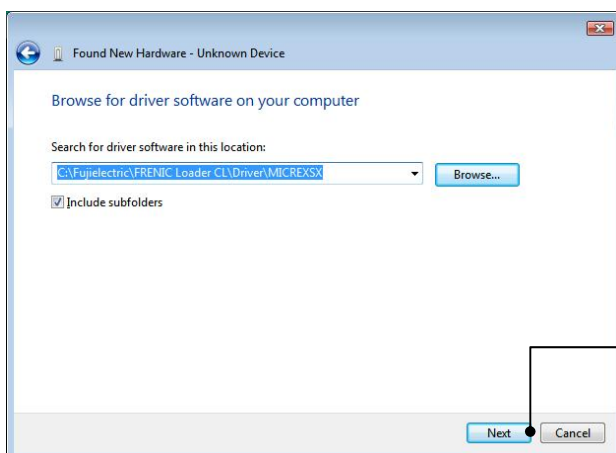 Found New Hardware - Unknown Device
Browse for driver software on your computer
Search for driver software in this location:
C:\Fujielectric\FRENIC Loader CL\Driver\MICREXSX
Browse...
Include subfolders
Next
Cancel